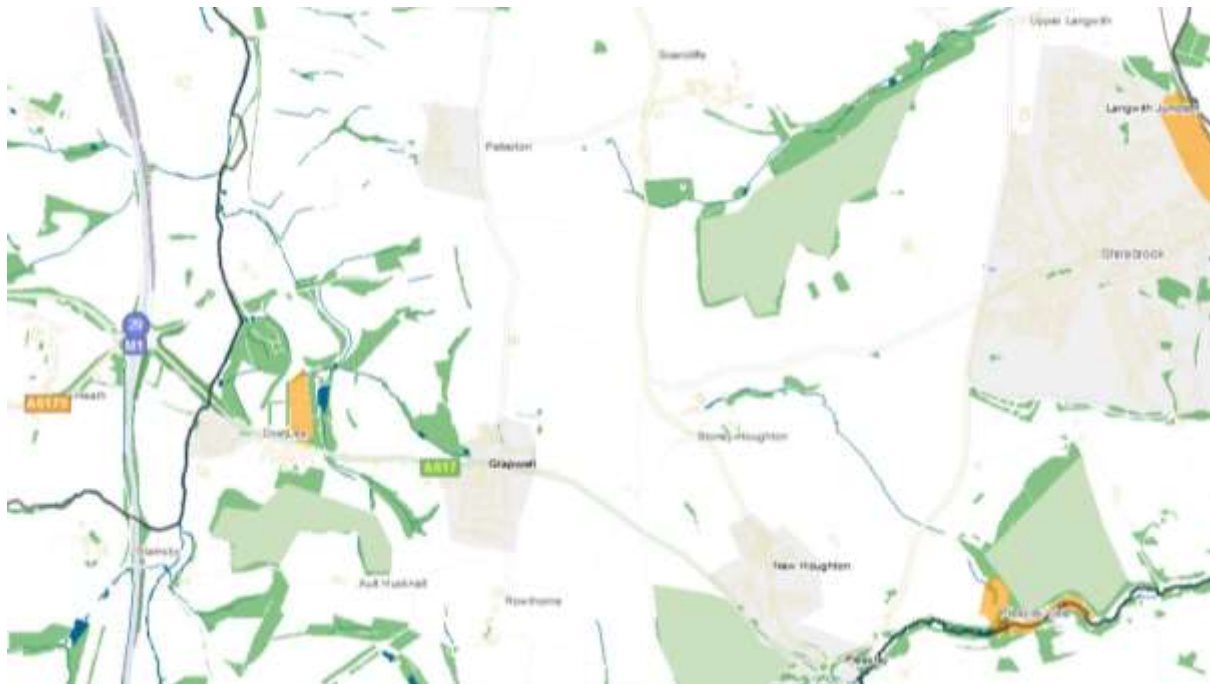 Upper Langwith
Scarcliffe
Langwith Junction
Palterton
Shirebrook
29
M1
A6175
Heath
Doe Lea
Stoney Houghton
A617
Glapwell
Stainsby
New Houghton
Ault Hucknall
Rowthorne
Pleasley